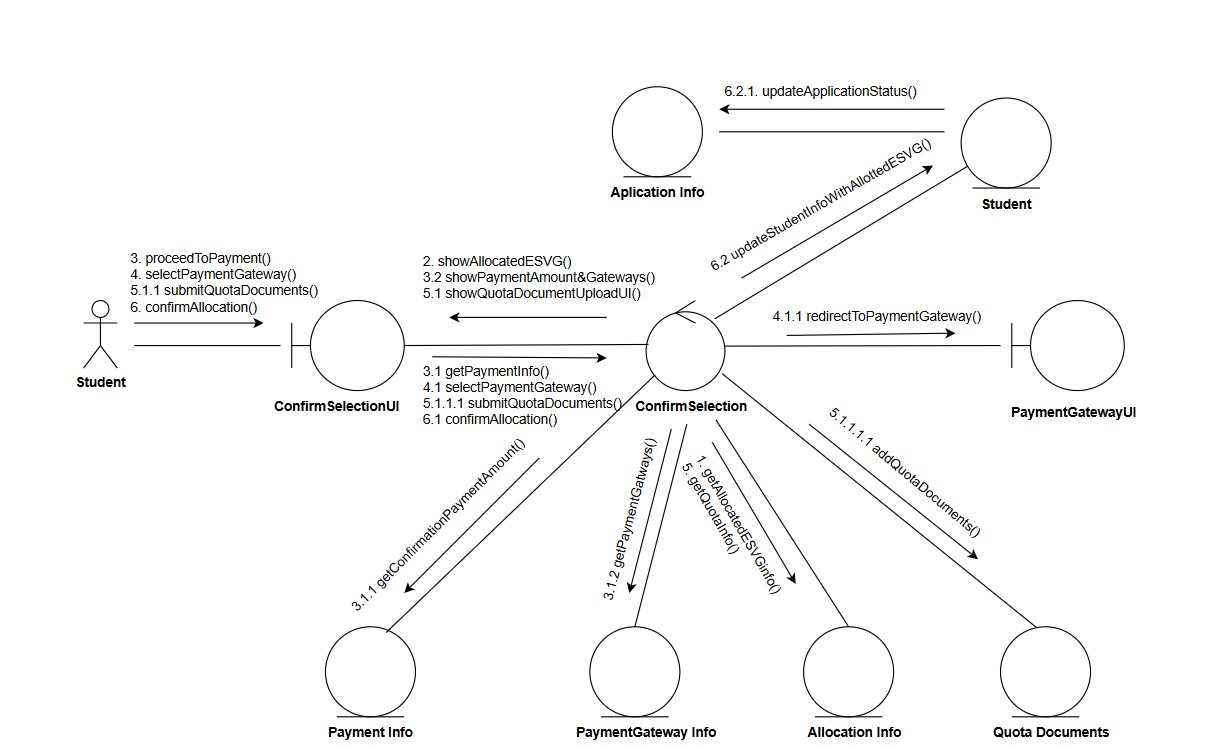 6.2.1. updateApplicationStatus()
Aplication Info
Student
6.2 updateStudentInfoWithAllottedESVG()
3. proceedToPayment()
4. selectPaymentGateway()
5.1.1 submitQuotaDocuments()
6. confirmAllocation()
2. showAllocatedESVG()
3.2 showPaymentAmount&Gateways()
5.1 showQuotaDocumentUploadUI()
4.1.1 redirectToPaymentGateway()
Student
ConfirmSelectionUI
3.1 getPaymentInfo()
4.1 selectPaymentGateway()
5.1.1.1 submitQuotaDocuments()
6.1 confirmAllocation()
ConfirmSelection
PaymentGatewayUI
3.1.1 getConfirmationPaymentAmount()
3.1.2 getPaymentGatways()
1. getAllocatedESVGinfo()
5. getQuotaInfo()
5.1.1.1.1 addQuotaDocuments()
Payment Info
PaymentGateway Info
Allocation Info
Quota Documents